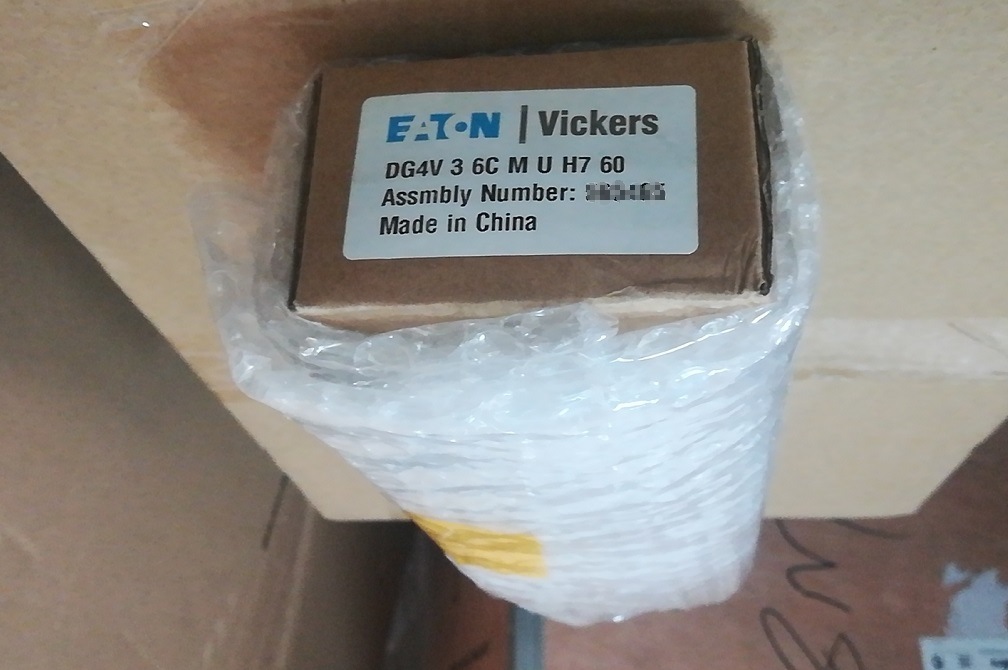 EATON | Vickers
DG4V 3 6C M U H7 60
Assmbly Number:
Made in China